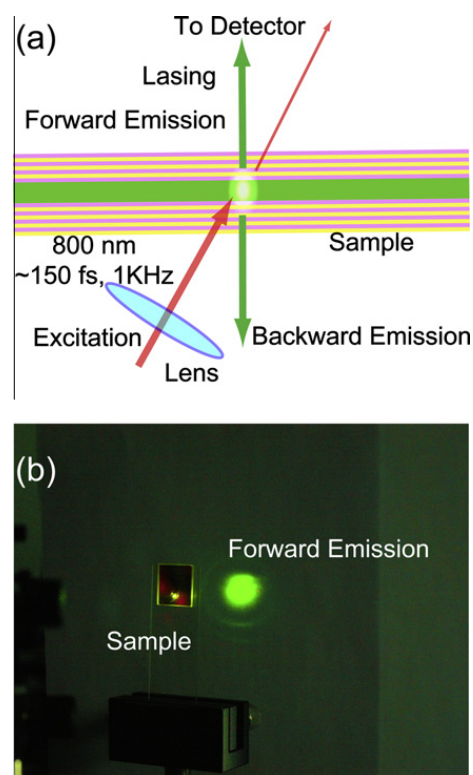 (a)
To Detector
Lasing
Forward Emission
800 nm
Sample
~150 fs, 1KHz
Excitation
Backward Emission
Lens
(b)
Forward Emission
Sample